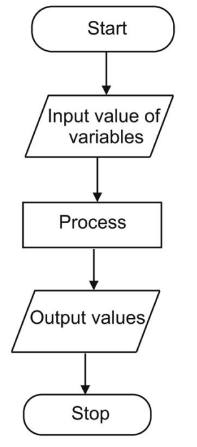 Start
Input value of
variables
Process
Output values
Stop